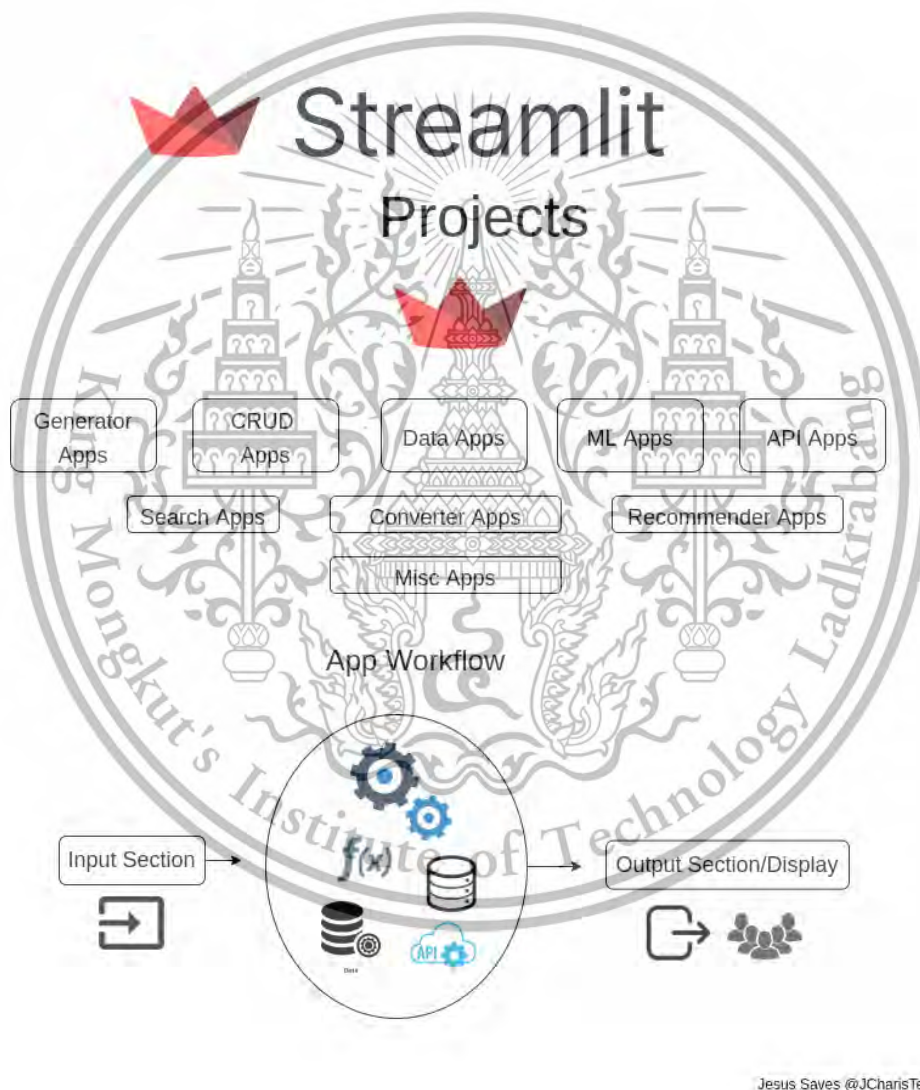 Streamlit
Projects
Generator
Apps
CRUD
Apps
Data Apps
ML Apps
API Apps
Search Apps
Converter Apps
Recommender Apps
Misc Apps
App Workflow
Input Section
f(x)
API
Data
Output Section/Display
King Mongkut's Institute of Technology Ladkrabang
Jesus Saves @JCharisTe